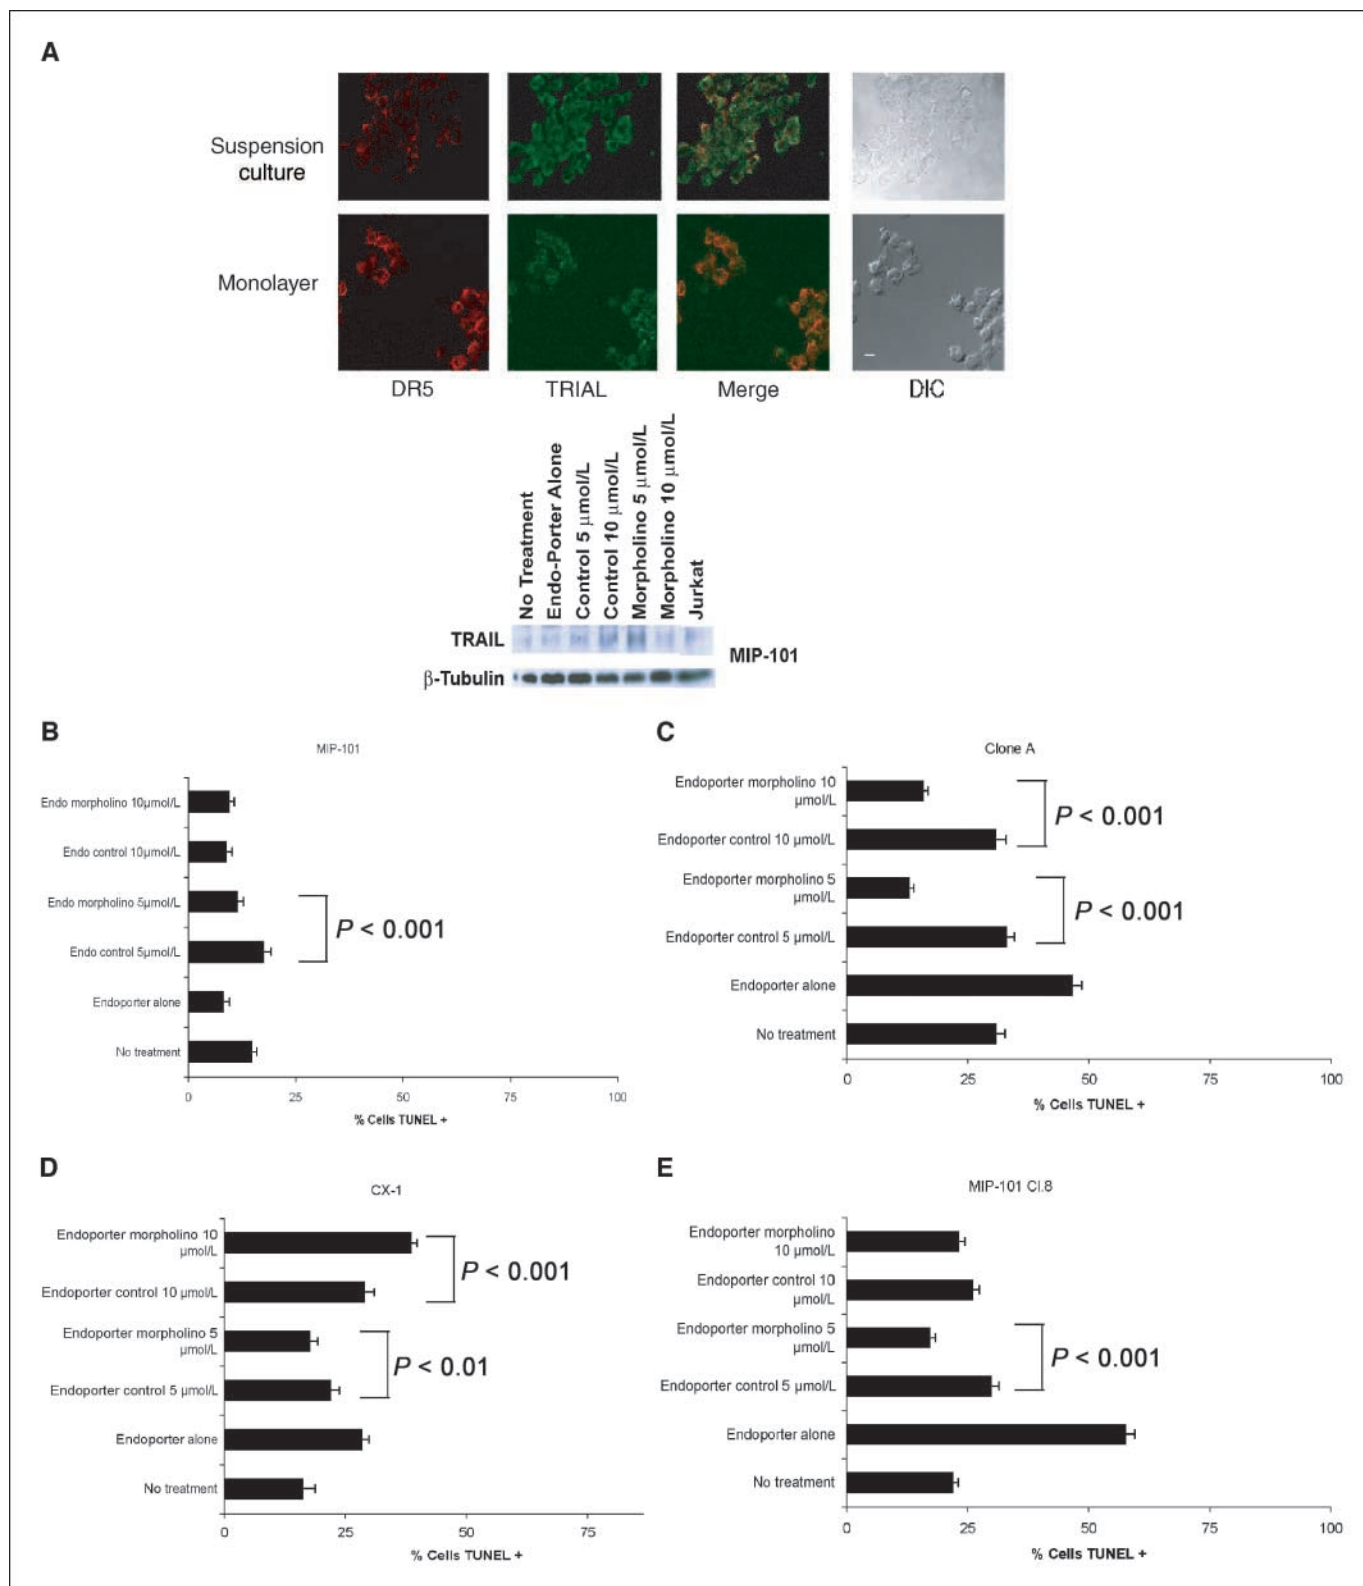 A
Suspension
culture
Monolayer
DR5
TRIAL
Merge
DIC
No Treatment
Endo-Porter Alone
Control 5 μmol/L
Control 10 μmol/L
Morpholino 5 μmol/L
Morpholino 10 μmol/L
Jurkat
TRAIL
MIP-101
β-Tubulin
B
MIP-101
Endo morpholino 10μmol/L
Endo control 10μmol/L
Endo morpholino 5μmol/L
Endo control 5μmol/L
Endoporter alone
No treatment
P < 0.001
0 25 50 75 100
% Cells TUNEL +
C
Clone A
Endoporter morpholino 10
μmol/L
Endoporter control 10 μmol/L
Endoporter morpholino 5
μmol/L
Endoporter control 5 μmol/L
Endoporter alone
No treatment
P < 0.001
P < 0.001
0 25 50 75 100
% Cells TUNEL +
D
CX-1
Endoporter morpholino 10
μmol/L
Endoporter control 10 μmol/L
Endoporter morpholino 5
μmol/L
Endoporter control 5 μmol/L
Endoporter alone
No treatment
P < 0.001
P < 0.01
0 25 50 75
% Cells TUNEL +
E
MIP-101 Cl.8
Endoporter morpholino
10 μmol/L
Endoporter control 10
μmol/L
Endoporter morpholino 5
μmol/L
Endoporter control 5 μmol/L
Endoporter alone
No treatment
P < 0.001
0 25 50 75 100
% Cells TUNEL +